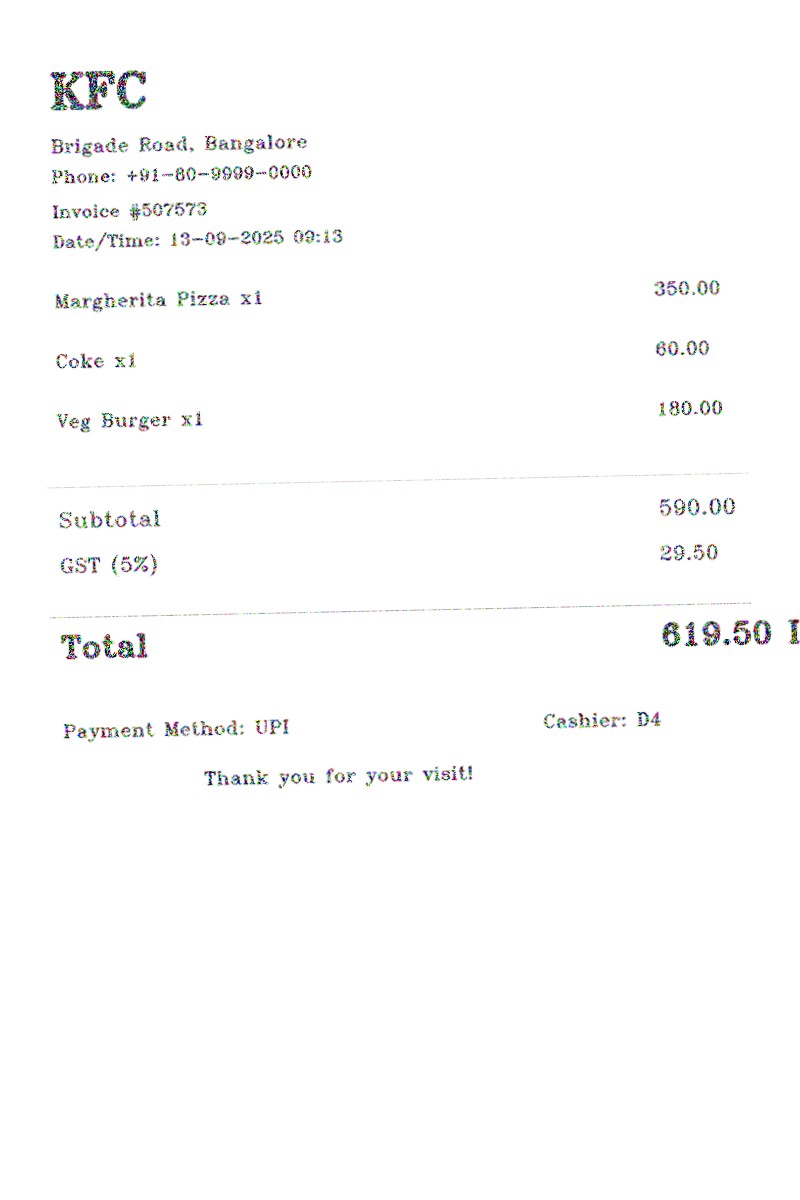 KFC
Brigade Road, Bangalore
Phone: +91-80-9999-0000
Invoice #507573
Date/Time: 13-09-2025 09:13
Margherita Pizza x1 350.00
Coke x1 60.00
Veg Burger x1 180.00
Subtotal 590.00
GST (5%) 29.50
Total 619.50 I
Payment Method: UPI Cashier: D4
Thank you for your visit!